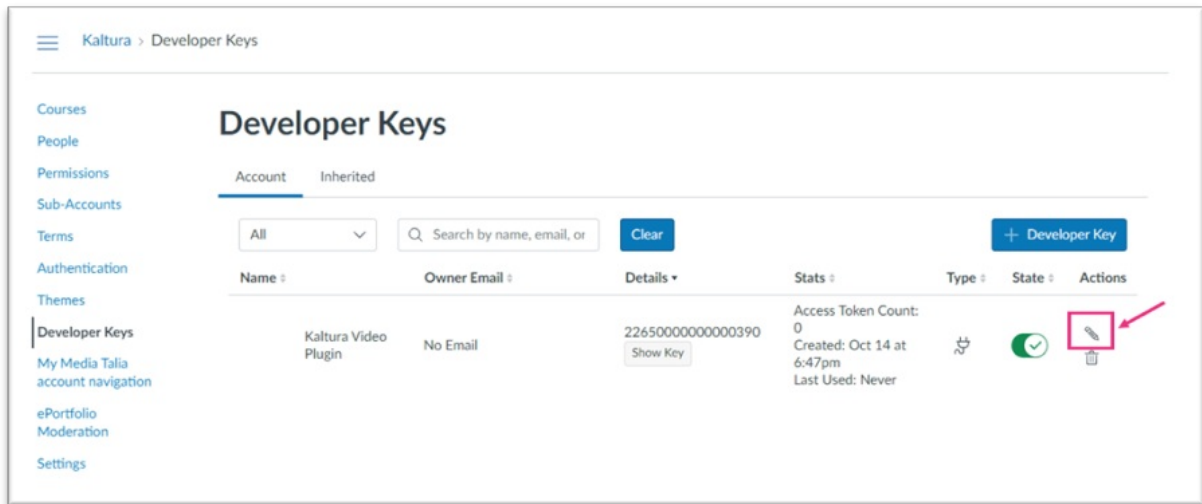 Kaltura > Developer Keys
Courses
People
Permissions
Sub-Accounts
Terms
Authentication
Themes
Developer Keys
My Media Talia
account navigation
ePortfolio
Moderation
Settings
Developer Keys
Account Inherited
All Search by name, email, or Clear + Developer Key
Name Owner Email Details Stats Type State Actions
Kaltura Video
Plugin
No Email
22650000000000390
Show Key
Access Token Count:
0
Created: Oct 14 at
6:47pm
Last Used: Never